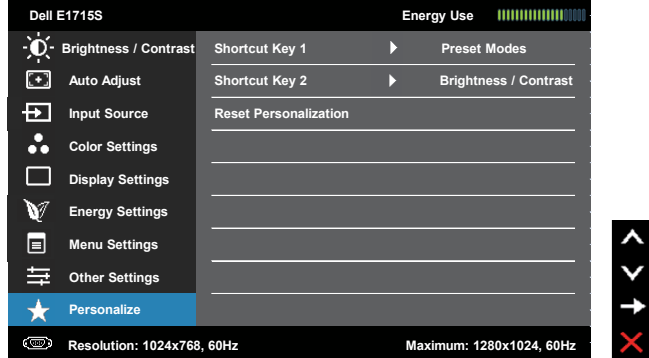 Dell E1715S Energy Use
Brightness / Contrast Shortcut Key 1 Preset Modes
Auto Adjust Shortcut Key 2 Brightness / Contrast
Input Source Reset Personalization
Color Settings
Display Settings
Energy Settings
Menu Settings
Other Settings
Personalize
Resolution: 1024x768, 60Hz Maximum: 1280x1024, 60Hz